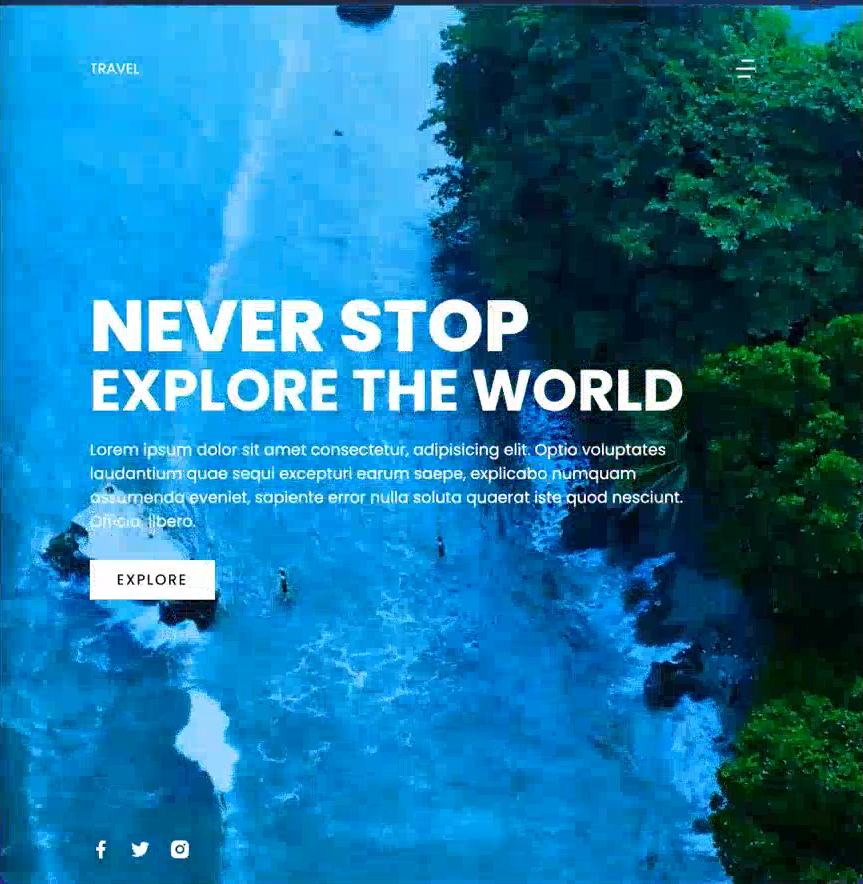 TRAVEL
NEVER STOP
EXPLORE THE WORLD
Lorem ipsum dolor sit amet consectetur, adipisicing elit. Optio voluptates
laudantium quae sequi excepturi earum saepe, explicabo numquam
assumenda eveniet, sapiente error nulla soluta quaerat iste quod nesciunt.
Officia, libero.
EXPLORE